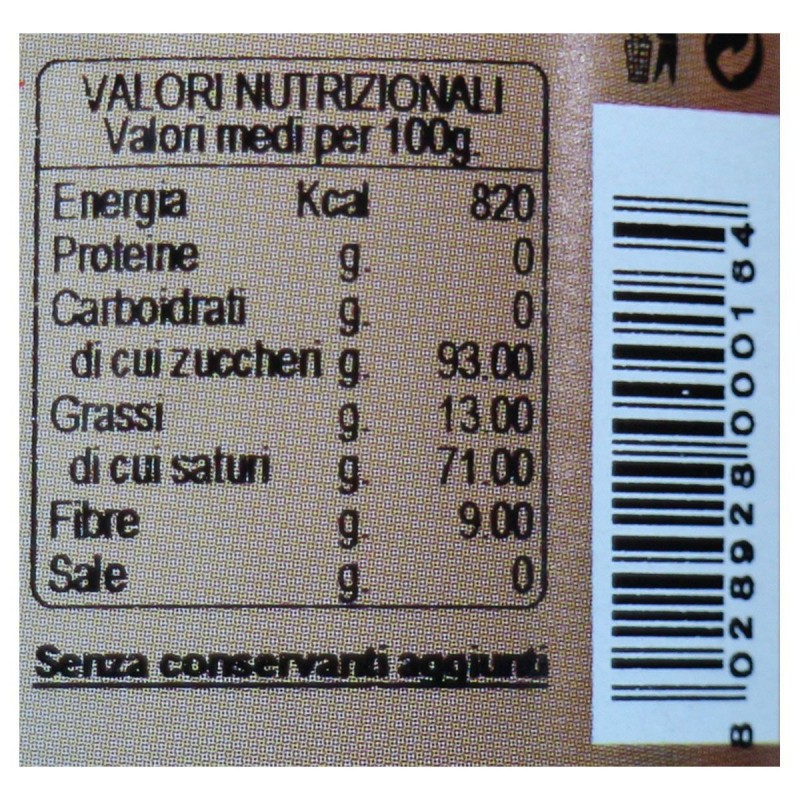 VALORI NUTRIZIONALI
Valori medi per 100g.
Energia Kcal 820
Proteine g. 0
Carboidrati g. 0
di cui zuccheri g. 93.00
Grassi g. 13.00
di cui saturi g. 71.00
Fibre g. 9.00
Sale g. 0
Senza conservanti aggiunti
8 028928 000184